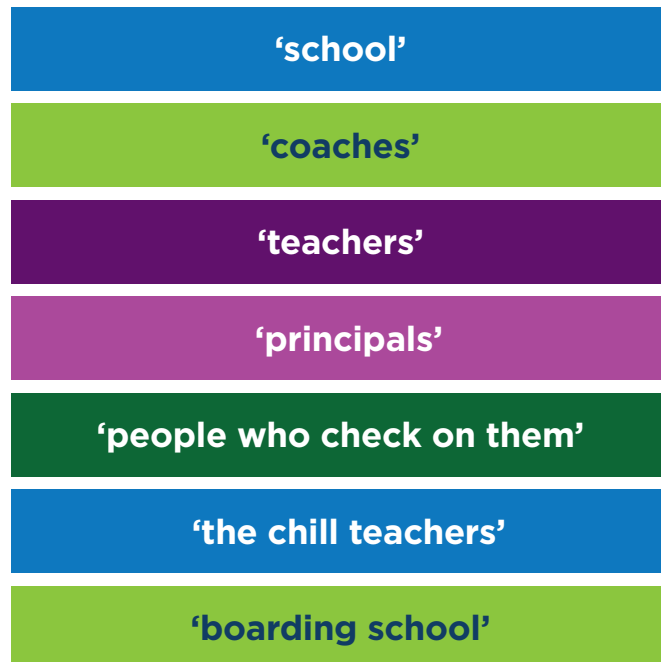 ‘school’
‘coaches’
‘teachers’
‘principals’
‘people who check on them’
‘the chill teachers’
‘boarding school’